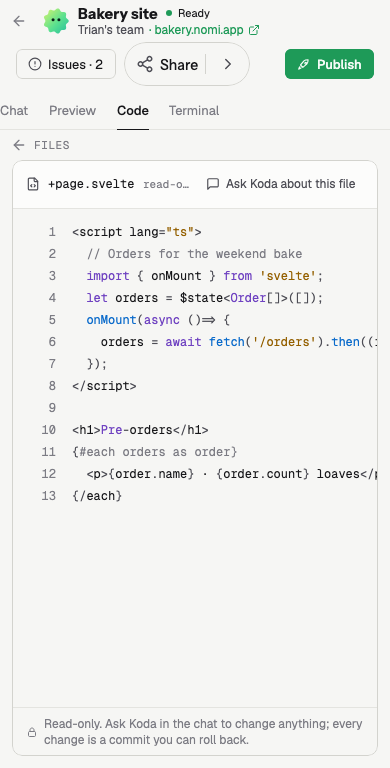 Bakery site Ready
Trian's team · bakery.nomi.app
Issues · 2 Share Publish
Chat Preview Code Terminal
FILES
+page.svelte read-o… Ask Koda about this file
1 <script lang="ts">
2 // Orders for the weekend bake
3 import { onMount } from 'svelte';
4 let orders = $state<Order[]>([]);
5 onMount(async () => {
6 orders = await fetch('/orders').then((
7 });
8 </script>
9
10 <h1>Pre-orders</h1>
11 {#each orders as order}
12 <p>{order.name} · {order.count} loaves</p
13 {/each}
Read-only. Ask Koda in the chat to change anything; every
change is a commit you can roll back.